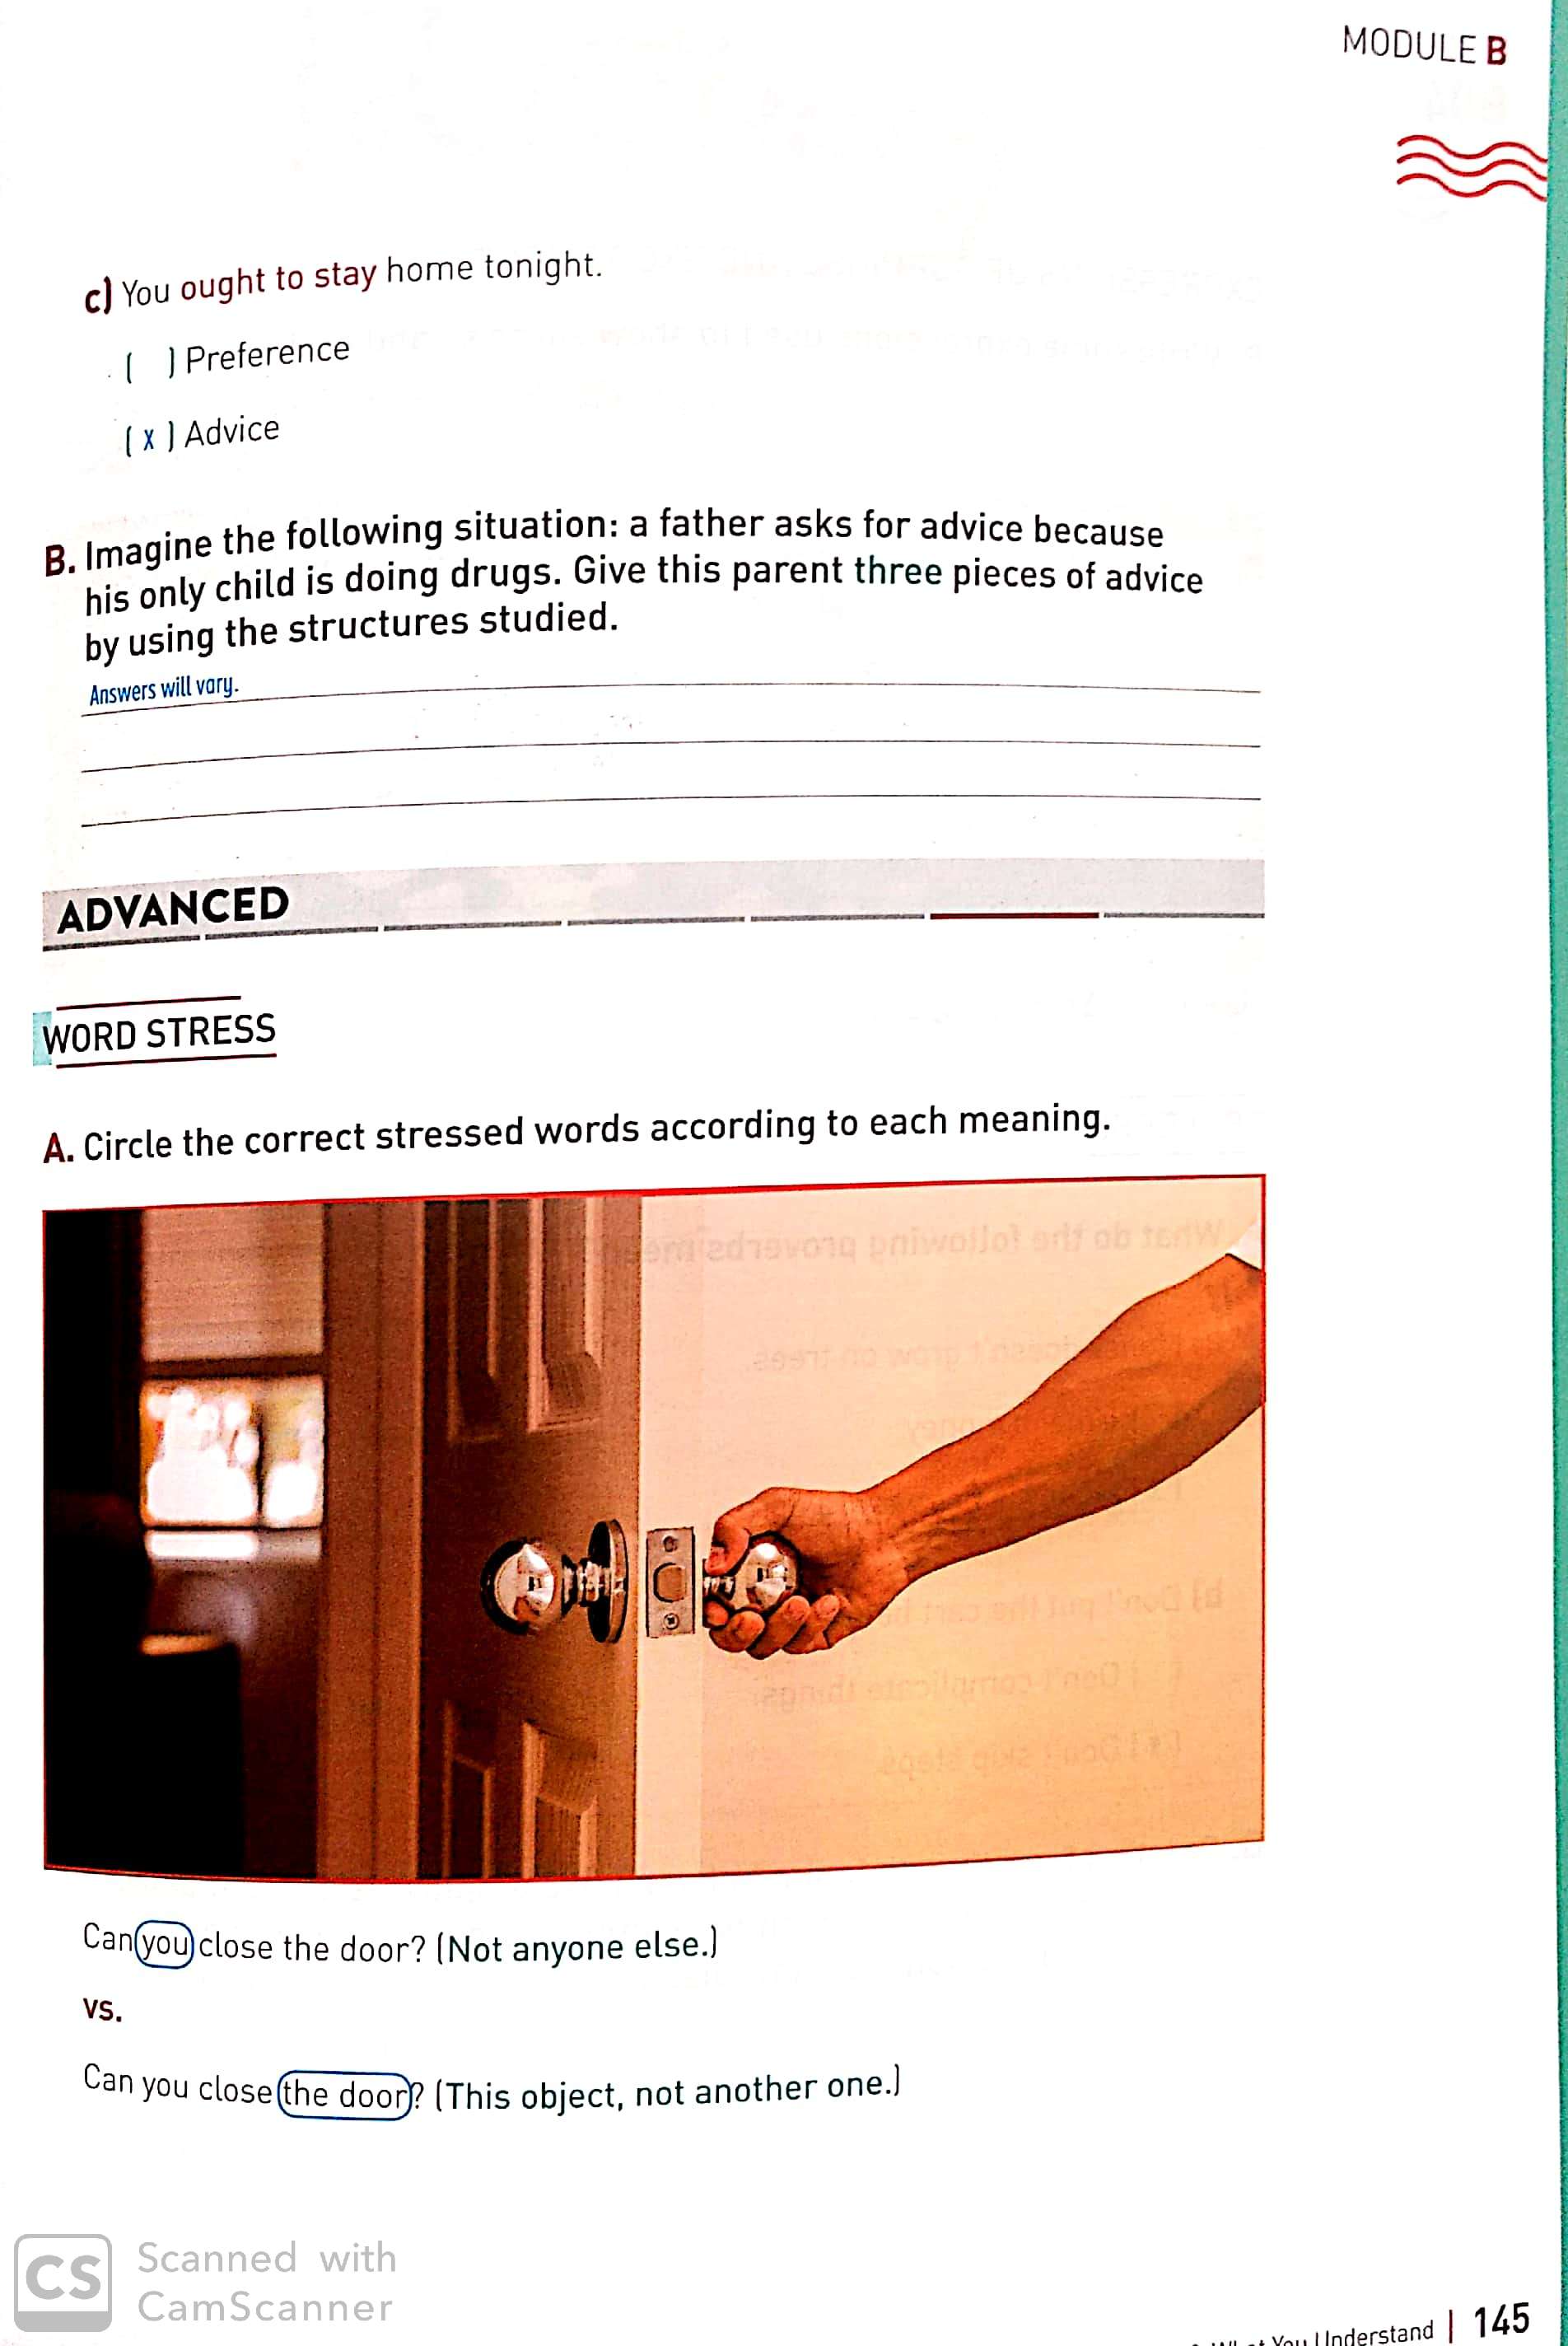 MODULE B
c) You ought to stay home tonight.
( ) Preference
( x ) Advice
B. Imagine the following situation: a father asks for advice because
his only child is doing drugs. Give this parent three pieces of advice
by using the structures studied.
Answers will vary.
ADVANCED
WORD STRESS
A. Circle the correct stressed words according to each meaning.
Can you close the door? (Not anyone else.)
vs.
Can you close the door? (This object, not another one.)
CS Scanned with
CamScanner
What You Understand | 145